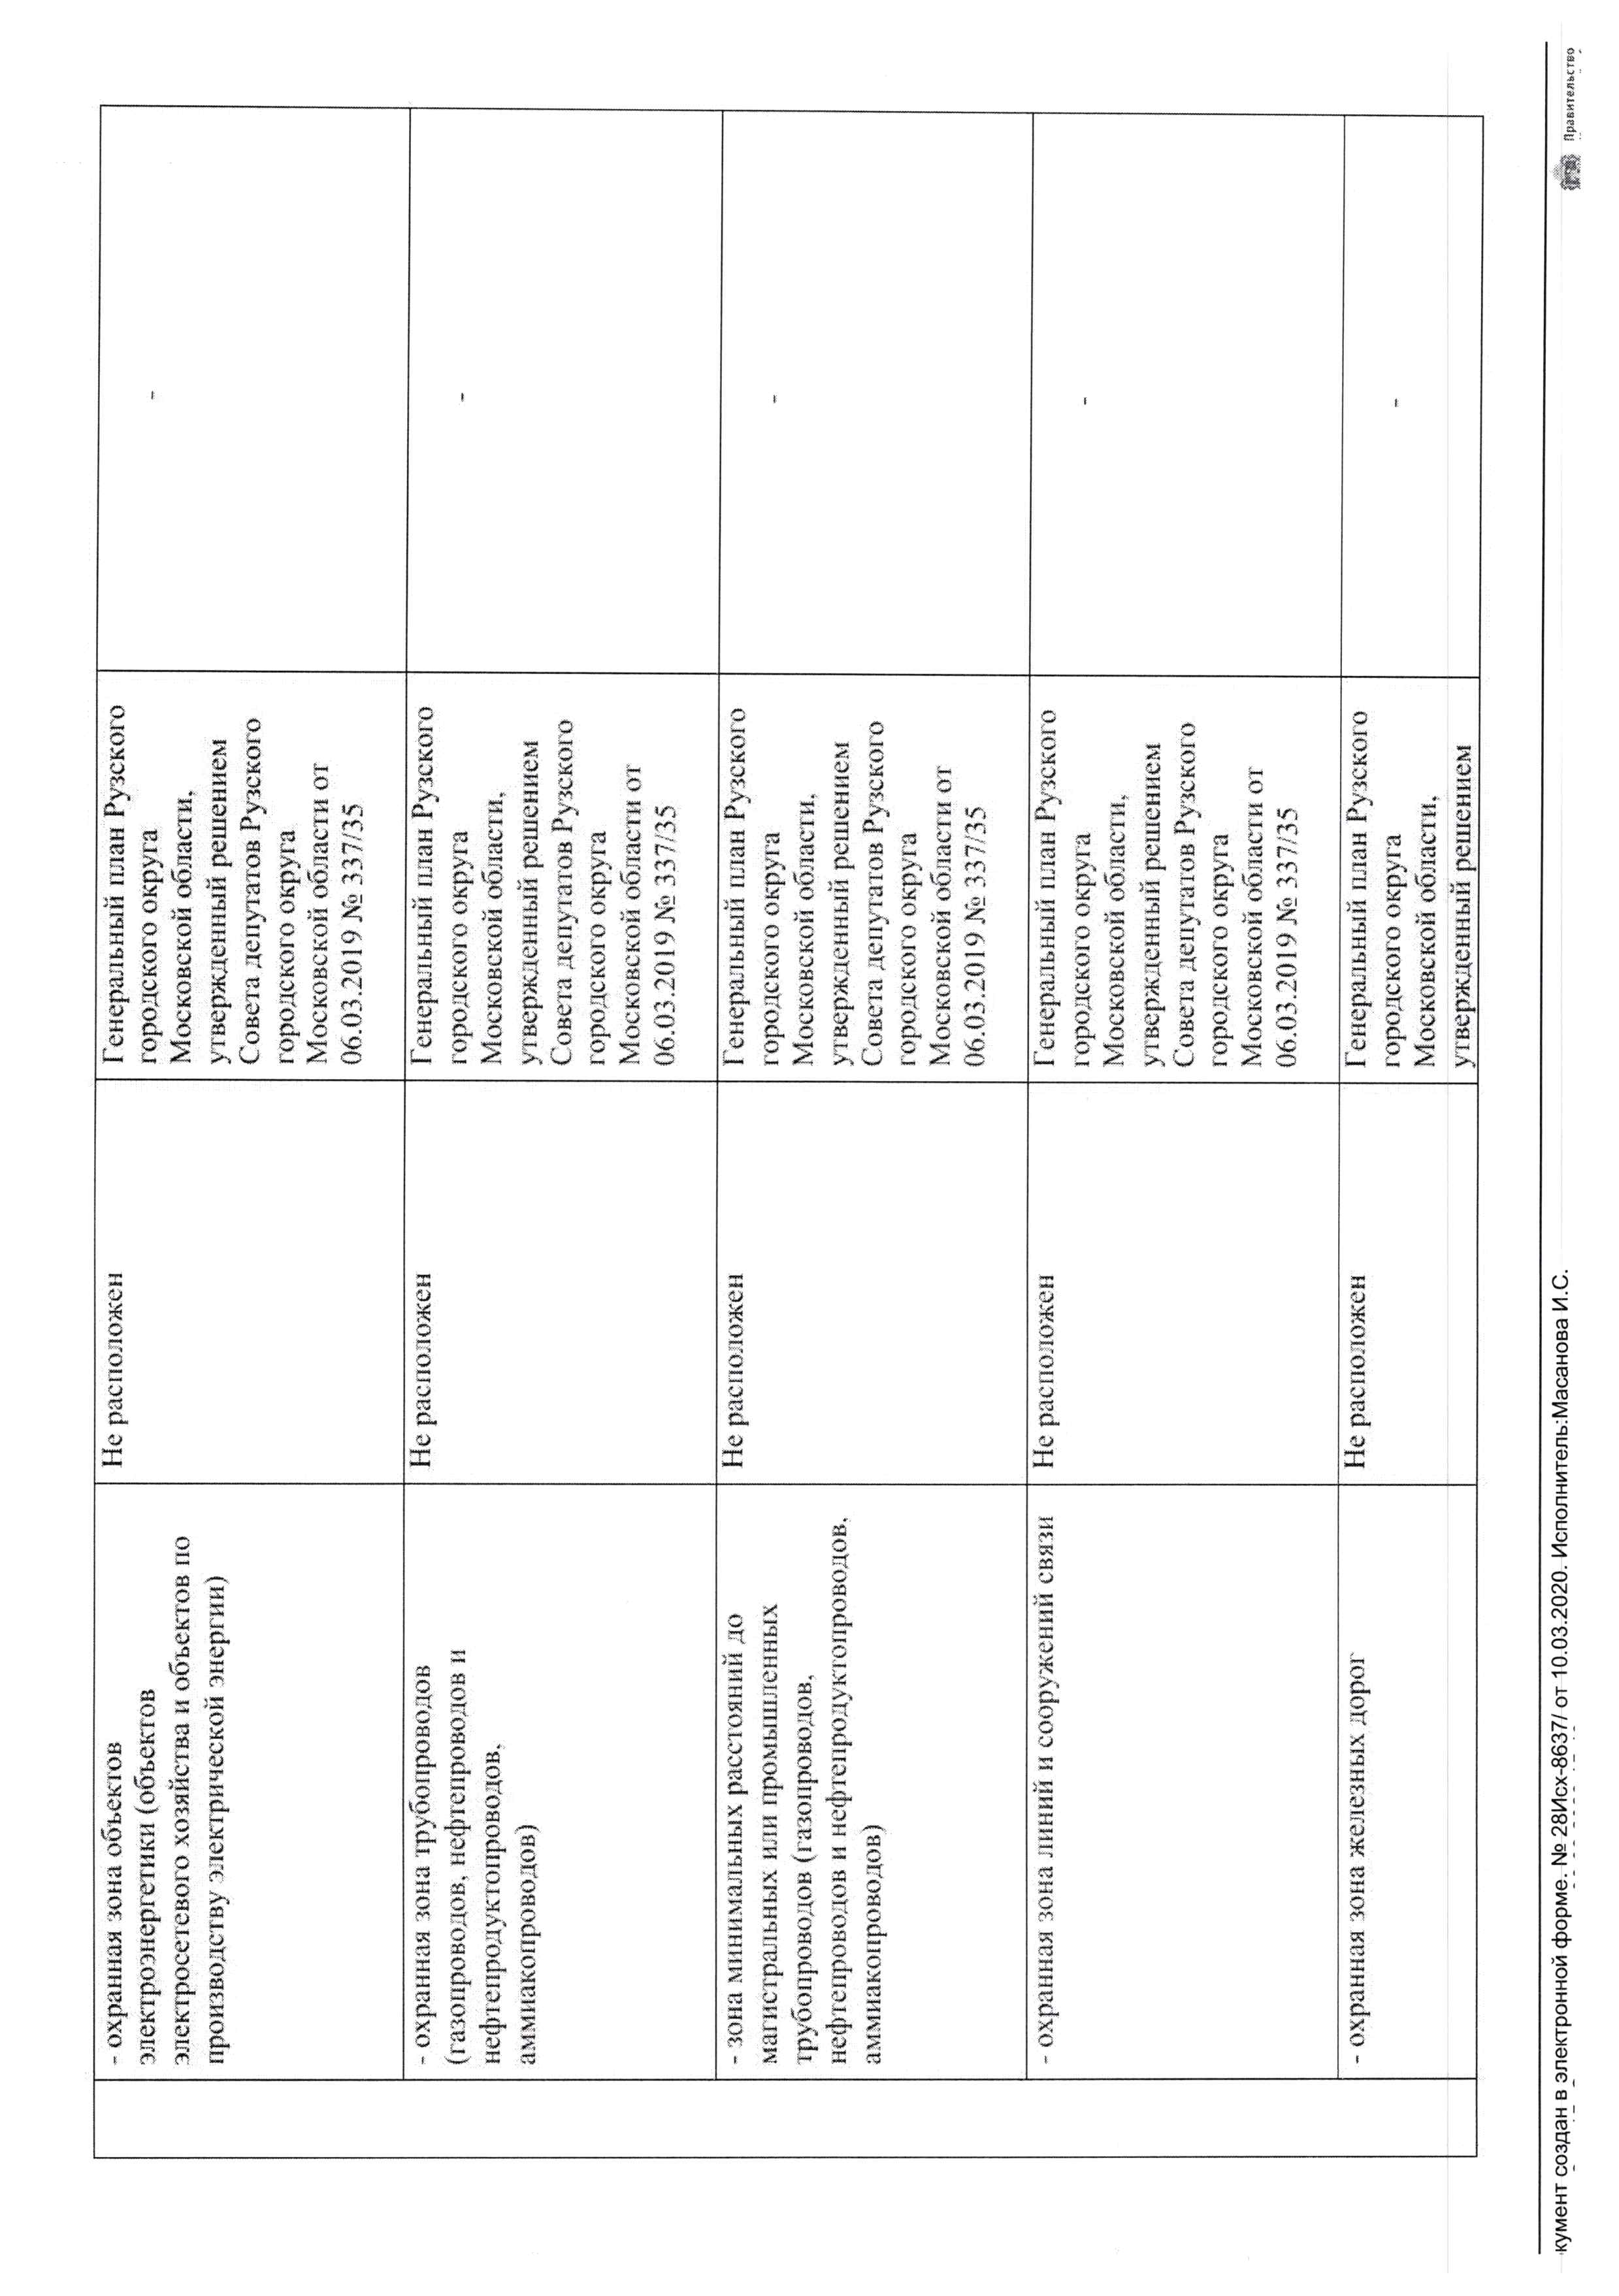 - охранная зона объектов
электроэнергетики (объектов
электросетевого хозяйства и объектов по
производству электрической энергии)
Не расположен
Генеральный план Рузского
городского округа
Московской области,
утвержденный решением
Совета депутатов Рузского
городского округа
Московской области от
06.03.2019 № 337/35
-
- охранная зона трубопроводов
(газопроводов, нефтепроводов и
нефтепродуктопроводов,
аммиакопроводов)
Не расположен
Генеральный план Рузского
городского округа
Московской области,
утвержденный решением
Совета депутатов Рузского
городского округа
Московской области от
06.03.2019 № 337/35
-
- зона минимальных расстояний до
магистральных или промышленных
трубопроводов (газопроводов,
нефтепроводов и нефтепродуктопроводов,
аммиакопроводов)
Не расположен
Генеральный план Рузского
городского округа
Московской области,
утвержденный решением
Совета депутатов Рузского
городского округа
Московской области от
06.03.2019 № 337/35
-
- охранная зона линий и сооружений связи
Не расположен
Генеральный план Рузского
городского округа
Московской области,
утвержденный решением
Совета депутатов Рузского
городского округа
Московской области от
06.03.2019 № 337/35
-
- охранная зона железных дорог
Не расположен
Генеральный план Рузского
городского округа
Московской области,
утвержденный решением
-
кумент создан в электронной форме. № 28Исх-8637/ от 10.03.2020. Исполнитель:Масанова И.С.
Правительство